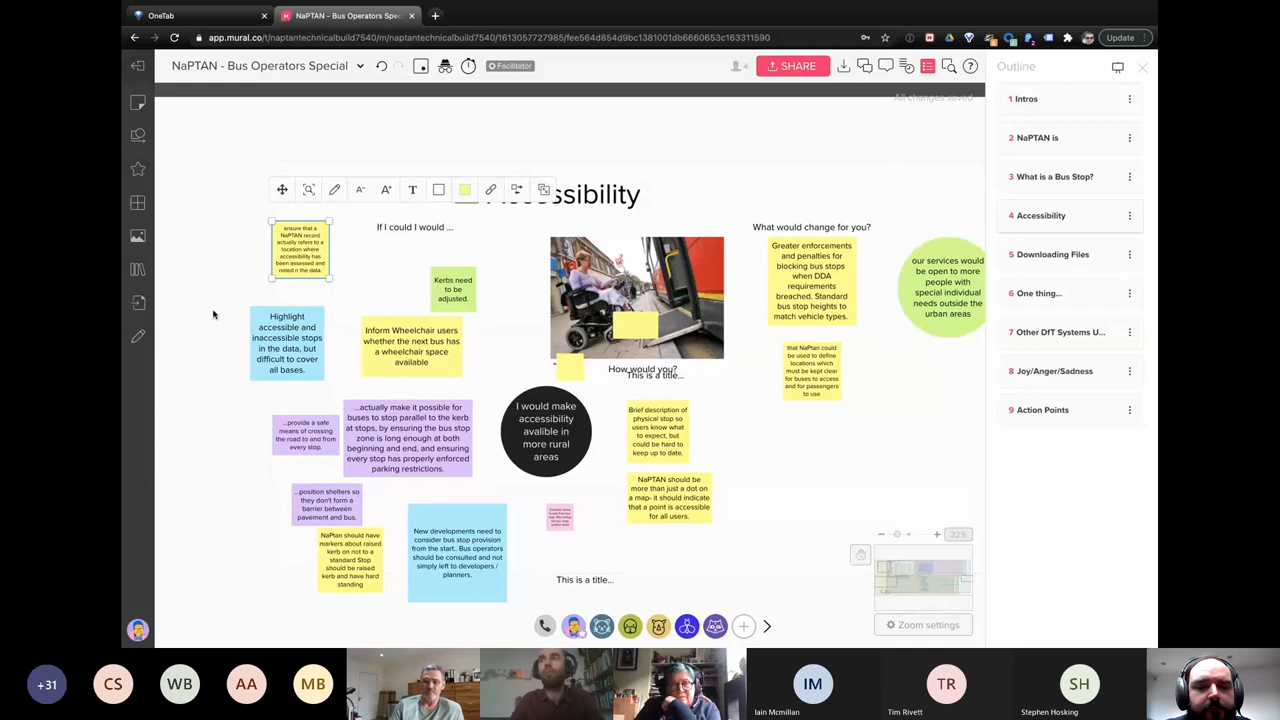 OneTab
NaPTAN - Bus Operators Spec
app.mural.co/t/naptantechnicalbuild7540/m/naptantechnicalbuild7540/1613057727985/fee564d854d9bc1381001db6660653c163311590
Update
NaPTAN - Bus Operators Special
Facilitator
4
SHARE
All changes saved
Outline
1 Intros
2 NaPTAN is
3 What is a Bus Stop?
4 Accessibility
5 Downloading Files
6 One thing...
7 Other DfT Systems U...
8 Joy/Anger/Sadness
9 Action Points
A-
A+
T
ssibility
ensure that a
NaPTAN record
actually refers to a
location where
accessibility has
been assessed and
noted n the data.
If I could I would ...
Kerbs need
to be
adjusted.
Highlight
accessible and
inaccessible stops
in the data, but
difficult to cover
all bases.
Inform Wheelchair users
whether the next bus has
a wheelchair space
available
What would change for you?
Greater enforcements
and penalties for
blocking bus stops
when DDA
requirements
breached. Standard
bus stop heights to
match vehicle types.
our services would
be open to more
people with
special individual
needs outside the
urban areas
that NaPtan could
be used to define
locations which
must be kept clear
for buses to access
and for passengers
to use
How would you?
This is a title...
...provide a safe
means of crossing
the road to and from
every stop.
...actually make it possible for
buses to stop parallel to the kerb
at stops, by ensuring the bus stop
zone is long enough at both
beginning and end, and ensuring
every stop has properly enforced
parking restrictions.
I would make
accessibility
avalible in
more rural
areas
Brief description of
physical stop so
users know what
to expect, but
could be hard to
keep up to date.
NaPTAN should be
more than just a dot on
a map- it should indicate
that a point is accessible
for all users.
...position shelters so
they don't form a
barrier between
pavement and bus.
NaPtan should have
markers about raised
kerb on not to a
standard Stop
should be raised
kerb and have hard
standing
New developments need to
consider bus stop provision
from the start.. Bus operators
should be consulted and not
simply left to developers /
planners.
This is a title...
32%
Zoom settings
+31
CS
WB
AA
MB
IM
Iain Mcmillan
TR
Tim Rivett
SH
Stephen Hosking